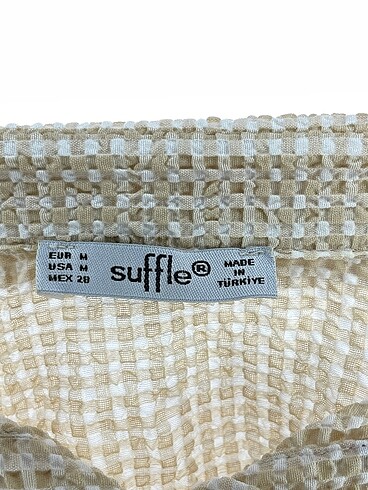 EUR M
USA M
MEX 28
suffle®
MADE
IN
TÜRKİYE